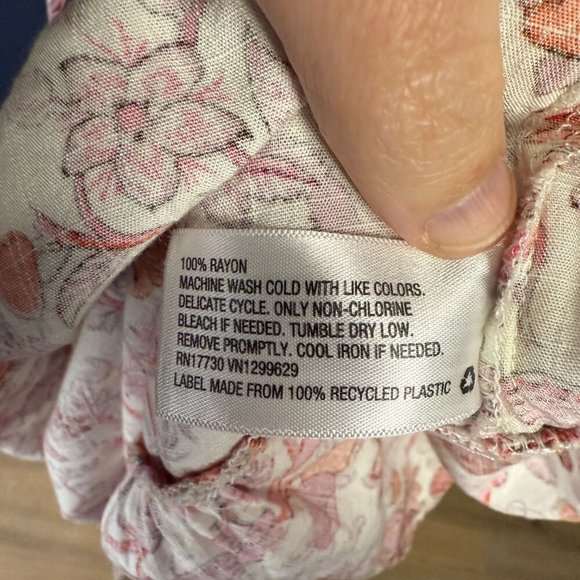 100% RAYON
MACHINE WASH COLD WITH LIKE COLORS.
DELICATE CYCLE. ONLY NON-CHLORINE
BLEACH IF NEEDED. TUMBLE DRY LOW.
REMOVE PROMPTLY. COOL IRON IF NEEDED.
RN17730 VN1299629
LABEL MADE FROM 100% RECYCLED PLASTIC